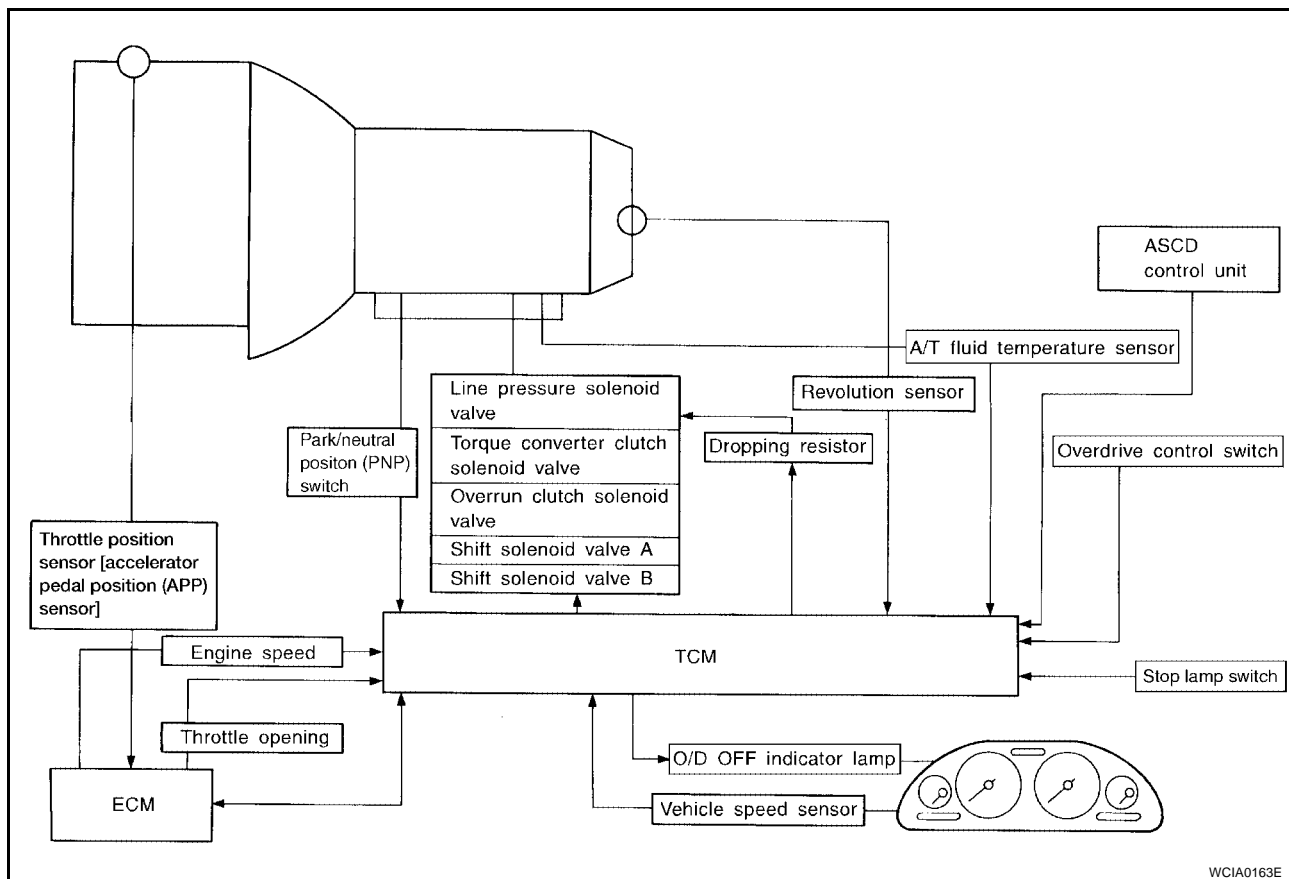 ASCD
control unit
A/T fluid temperature sensor
Line pressure solenoid
valve
Revolution sensor
Torque converter clutch
solenoid valve
Dropping resistor
Park/neutral
positon (PNP)
switch
Overdrive control switch
Overrun clutch solenoid
valve
Shift solenoid valve A
Shift solenoid valve B
Throttle position
sensor [accelerator
pedal position (APP)
sensor]
Engine speed
TCM
Stop lamp switch
Throttle opening
O/D OFF indicator lamp
ECM
Vehicle speed sensor
WCIA0163E